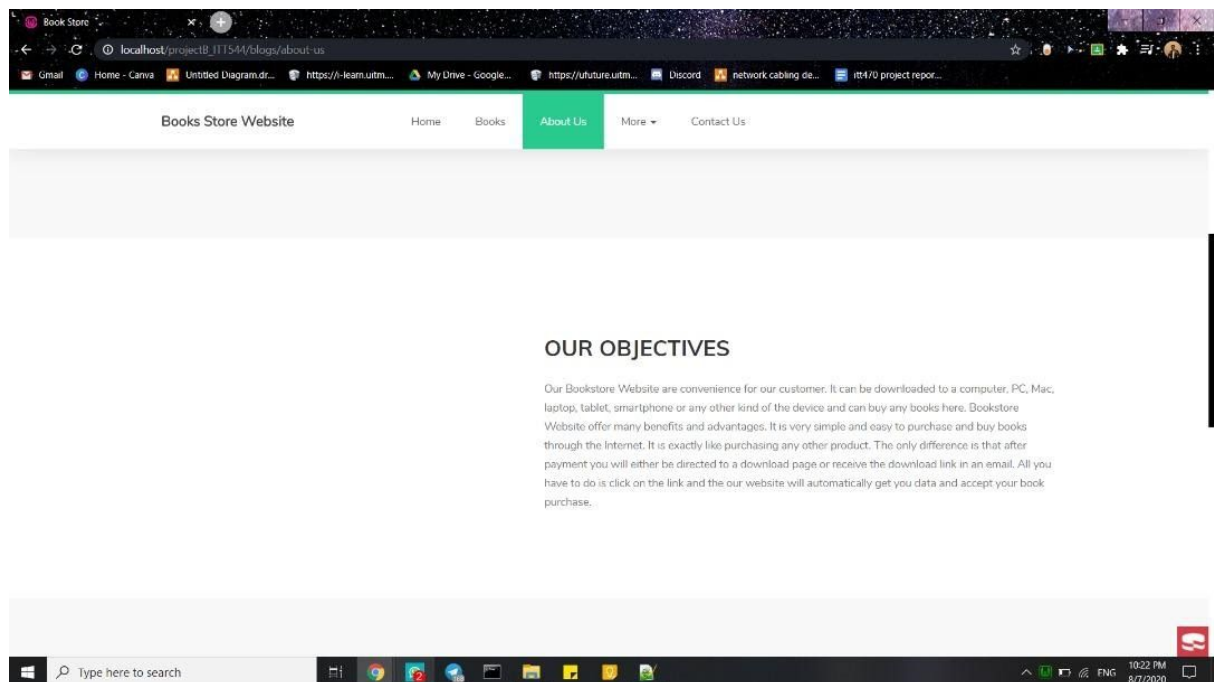 Book Store
localhost/projectB_ITT544/blogs/about-us
Gmail Home - Canva Untitled Diagram.dr... https://i-learn.uitm.... My Drive - Google... https://ufuture.uitm... Discord network cabling de... itt470 project repor...
Books Store Website Home Books About Us More Contact Us
OUR OBJECTIVES
Our Bookstore Website are convenience for our customer. It can be downloaded to a computer, PC, Mac,
laptop, tablet, smartphone or any other kind of the device and can buy any books here. Bookstore
Website offer many benefits and advantages. It is very simple and easy to purchase and buy books
through the Internet. It is exactly like purchasing any other product. The only difference is that after
payment you will either be directed to a download page or receive the download link in an email. All you
have to do is click on the link and the our website will automatically get you data and accept your book
purchase.
Type here to search
ENG 10:22 PM
8/7/2020